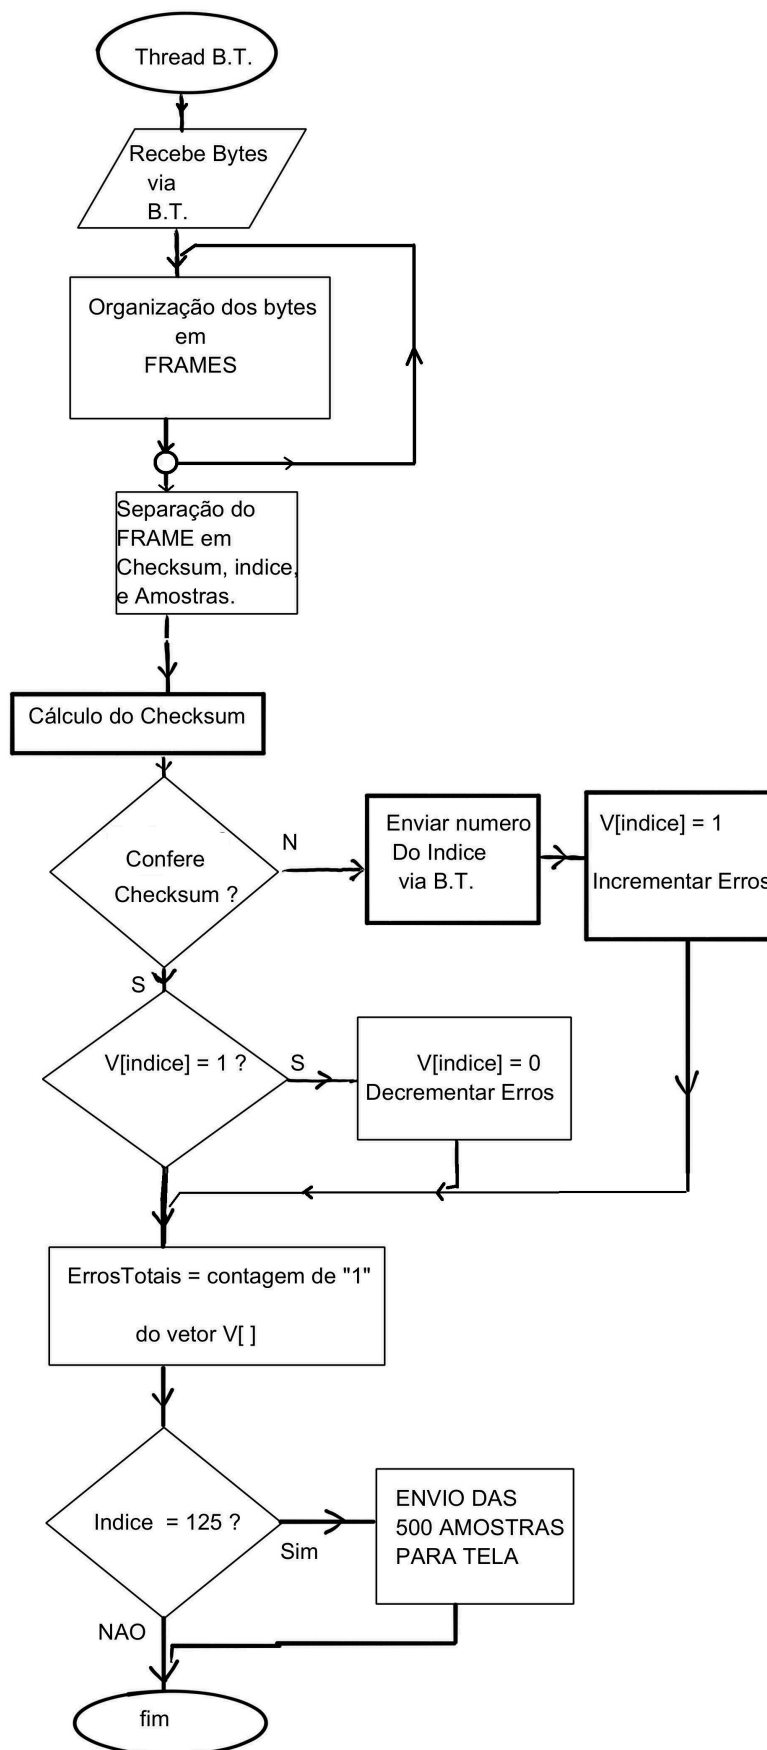 Thread B.T.
Recebe Bytes
via
B.T.
Organização dos bytes
em
FRAMES
Separação do
FRAME em
Checksum, indice,
e Amostras.
Cálculo do Checksum
Confere
Checksum ?
N
Enviar numero
Do Indice
via B.T.
V[indice] = 1
Incrementar Erros
S
V[indice] = 1 ?
S
V[indice] = 0
Decrementar Erros
ErrosTotais = contagem de "1"
do vetor V[ ]
Indice = 125 ?
Sim
ENVIO DAS
500 AMOSTRAS
PARA TELA
NAO
fim